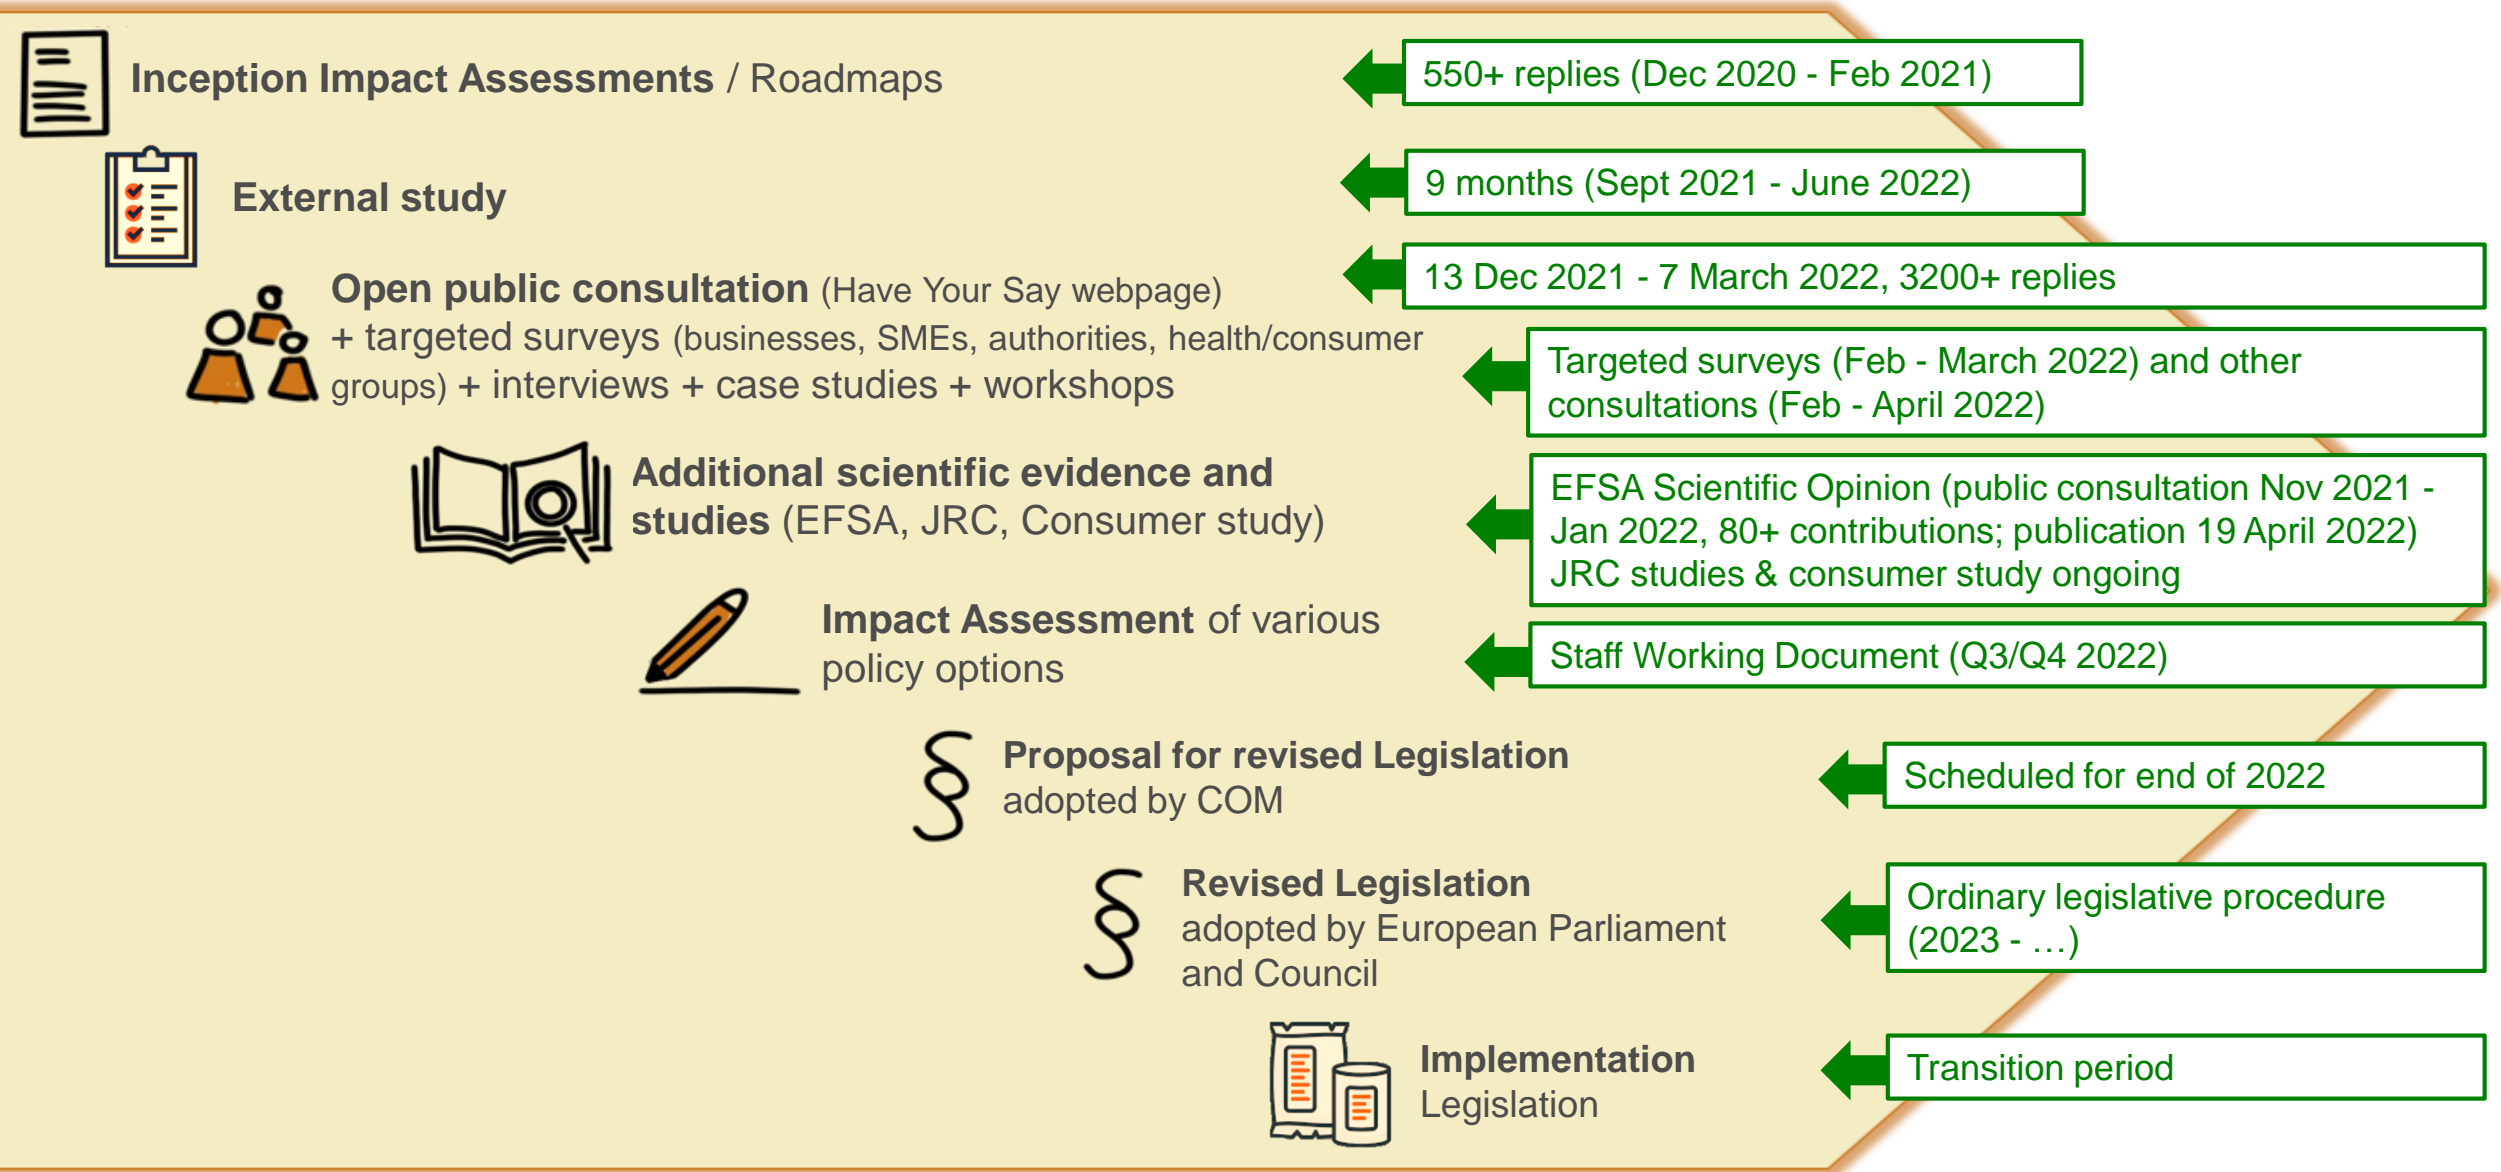 Inception Impact Assessments / Roadmaps
550+ replies (Dec 2020 - Feb 2021)
External study
9 months (Sept 2021 - June 2022)
Open public consultation (Have Your Say webpage)
+ targeted surveys (businesses, SMEs, authorities, health/consumer
groups) + interviews + case studies + workshops
13 Dec 2021 - 7 March 2022, 3200+ replies
Targeted surveys (Feb - March 2022) and other
consultations (Feb - April 2022)
Additional scientific evidence and
studies (EFSA, JRC, Consumer study)
EFSA Scientific Opinion (public consultation Nov 2021 -
Jan 2022, 80+ contributions; publication 19 April 2022)
JRC studies & consumer study ongoing
Impact Assessment of various
policy options
Staff Working Document (Q3/Q4 2022)
§
Proposal for revised Legislation
adopted by COM
Scheduled for end of 2022
§
Revised Legislation
adopted by European Parliament
and Council
Ordinary legislative procedure
(2023 - …)
Implementation
Legislation
Transition period